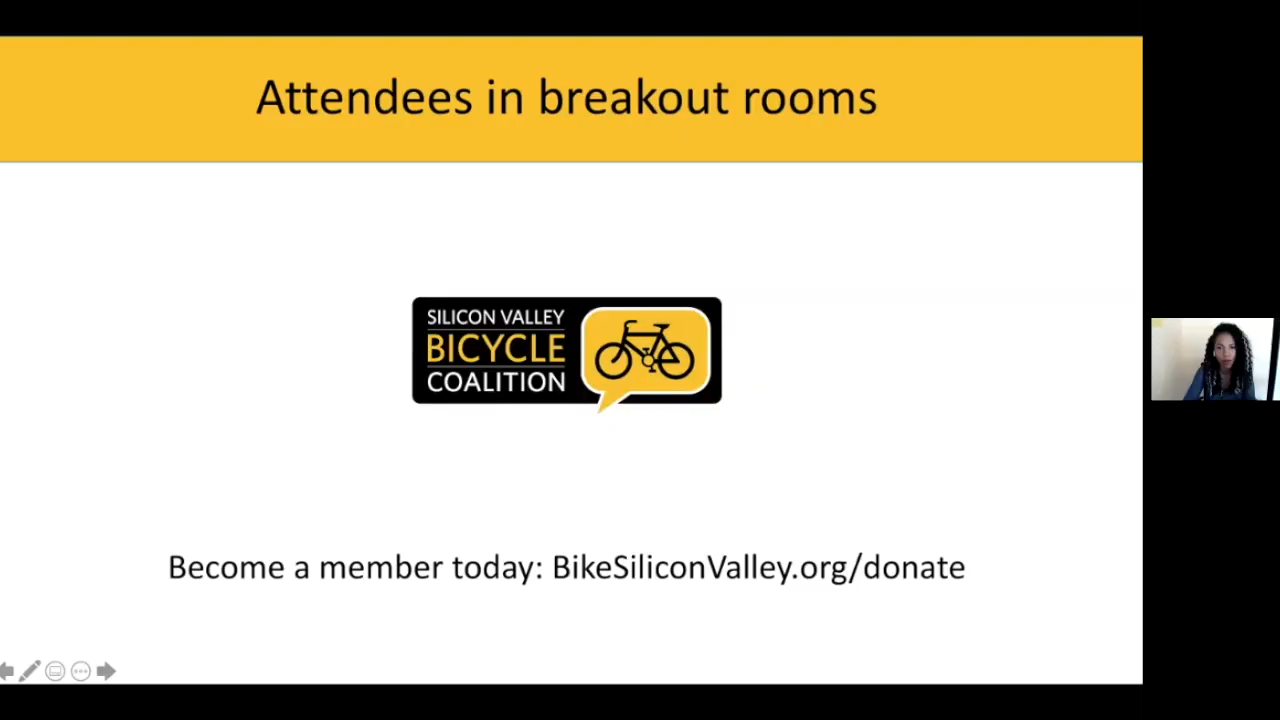 Attendees in breakout rooms
SILICON VALLEY
BICYCLE
COALITION
Become a member today: BikeSiliconValley.org/donate